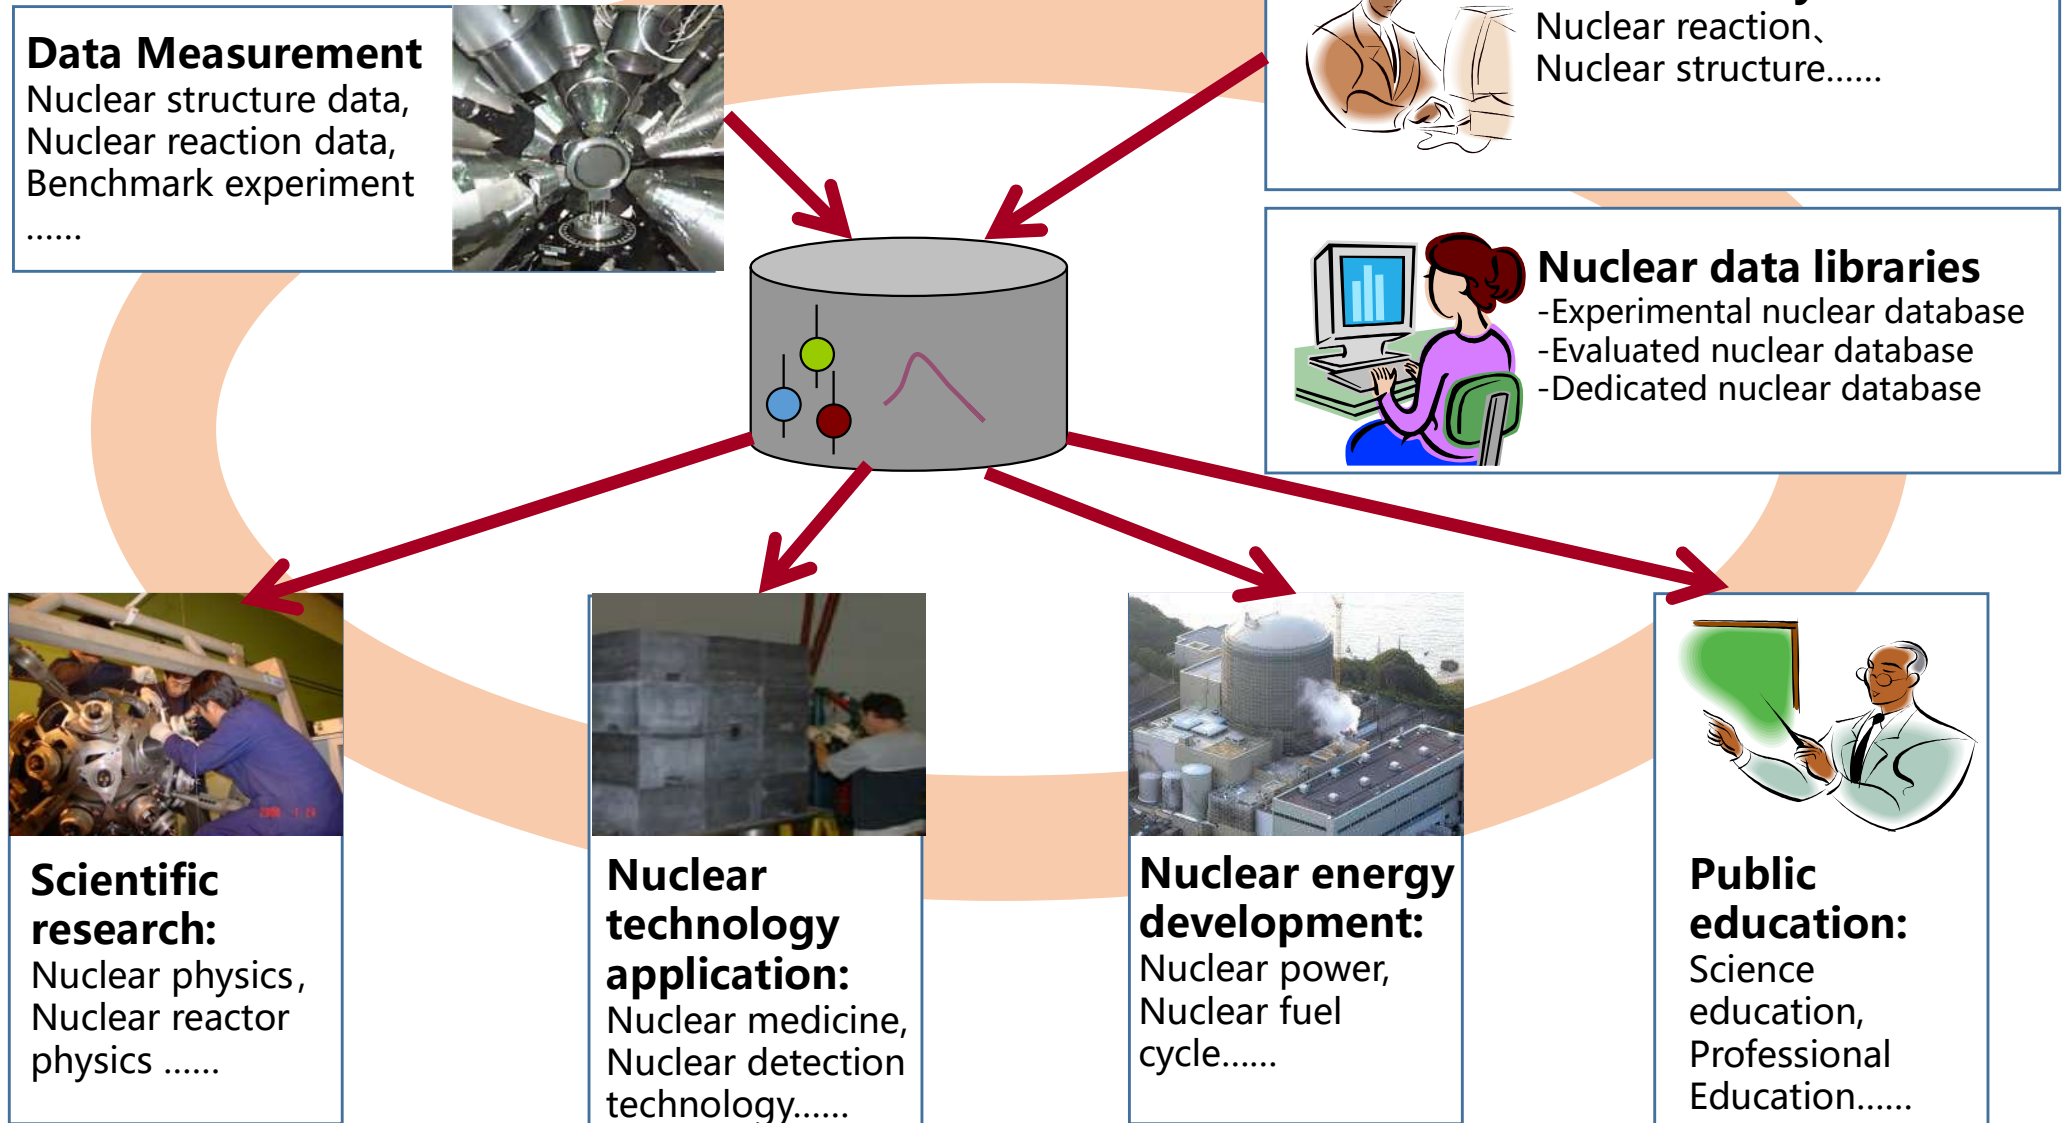 Data Measurement
Nuclear structure data,
Nuclear reaction data,
Benchmark experiment
......
Nuclear reaction、
Nuclear structure......
Nuclear data libraries
-Experimental nuclear database
-Evaluated nuclear database
-Dedicated nuclear database
Scientific
research:
Nuclear physics,
Nuclear reactor
physics ......
Nuclear
technology
application:
Nuclear medicine,
Nuclear detection
technology......
Nuclear energy
development:
Nuclear power,
Nuclear fuel
cycle......
Public
education:
Science
education,
Professional
Education......